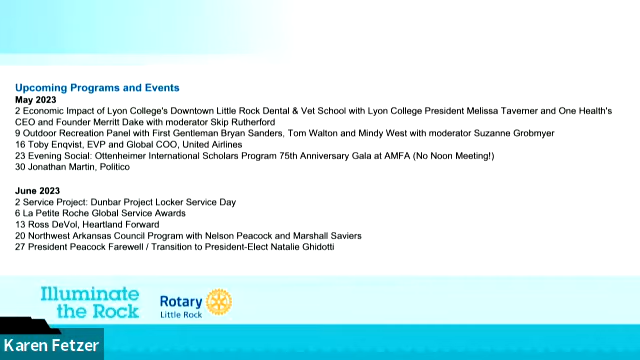 Upcoming Programs and Events
May 2023
2 Economic Impact of Lyon College's Downtown Little Rock Dental & Vet School with Lyon College President Melissa Taverner and One Health's
CEO and Founder Merritt Dake with moderator Skip Rutherford
9 Outdoor Recreation Panel with First Gentleman Bryan Sanders, Tom Walton and Mindy West with moderator Suzanne Grobmyer
16 Toby Enqvist, EVP and Global COO, United Airlines
23 Evening Social: Ottenheimer International Scholars Program 75th Anniversary Gala at AMFA (No Noon Meeting!)
30 Jonathan Martin, Politico
June 2023
2 Service Project: Dunbar Project Locker Service Day
6 La Petite Roche Global Service Awards
13 Ross DeVol, Heartland Forward
20 Northwest Arkansas Council Program with Nelson Peacock and Marshall Saviers
27 President Peacock Farewell / Transition to President-Elect Natalie Ghidotti
Illuminate
the Rock
Rotary
Little Rock
Karen Fetzer